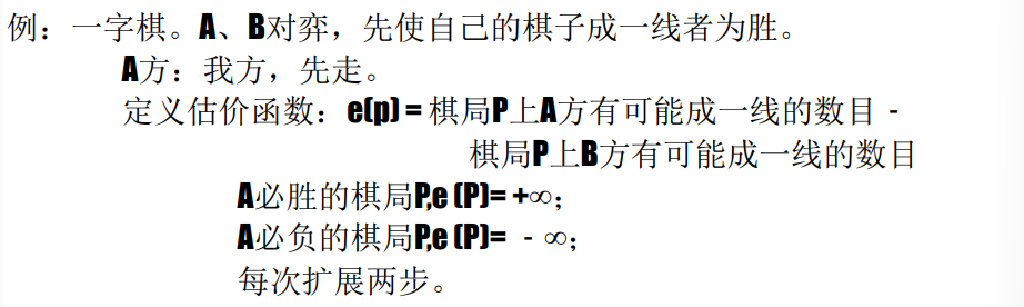 例：一字棋。A、B对弈，先使自己的棋子成一线者为胜。
A方：我方，先走。
定义估价函数：e(p) = 棋局P上A方有可能成一线的数目 -
棋局P上B方有可能成一线的数目
A必胜的棋局P,e (P)= +∞；
A必负的棋局P,e (P)= - ∞；
每次扩展两步。